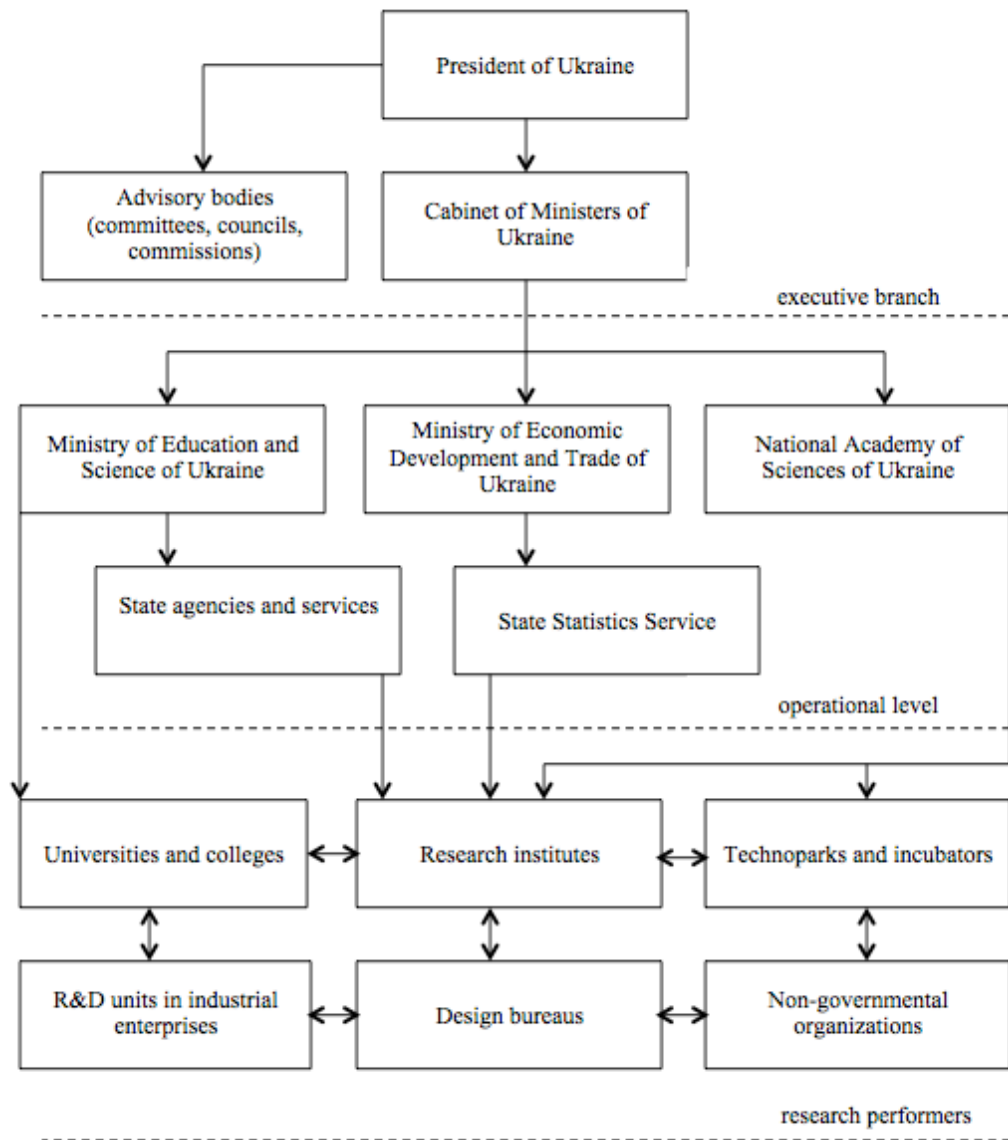 President of Ukraine
Advisory bodies
(committees, councils,
commissions)
Cabinet of Ministers of
Ukraine
executive branch
Ministry of Education and
Science of Ukraine
Ministry of Economic
Development and Trade of
Ukraine
National Academy of
Sciences of Ukraine
State agencies and services
State Statistics Service
operational level
Universities and colleges
Research institutes
Technoparks and incubators
R&D units in industrial
enterprises
Design bureaus
Non-governmental
organizations
research performers